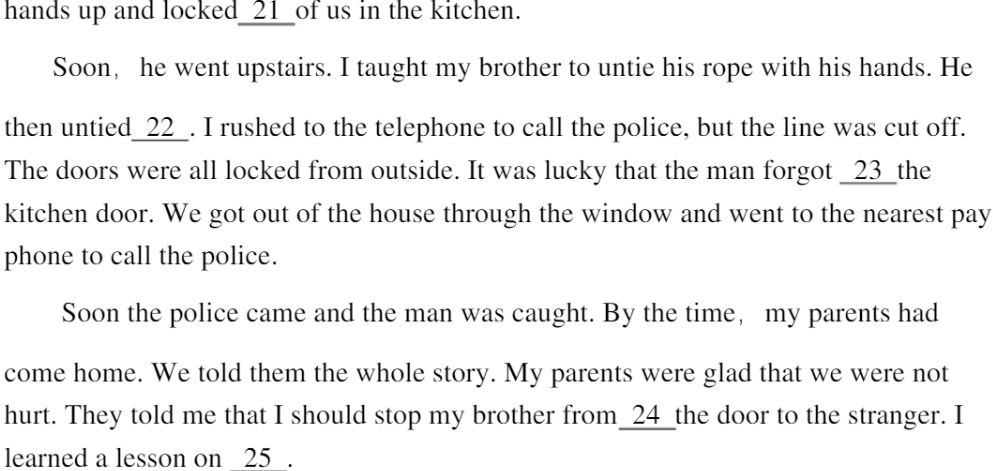 hands up and locked 21 of us in the kitchen.
Soon, he went upstairs. I taught my brother to untie his rope with his hands. He
then untied 22 . I rushed to the telephone to call the police, but the line was cut off.
The doors were all locked from outside. It was lucky that the man forgot 23 the
kitchen door. We got out of the house through the window and went to the nearest pay
phone to call the police.
Soon the police came and the man was caught. By the time, my parents had
come home. We told them the whole story. My parents were glad that we were not
hurt. They told me that I should stop my brother from 24 the door to the stranger. I
learned a lesson on 25 .